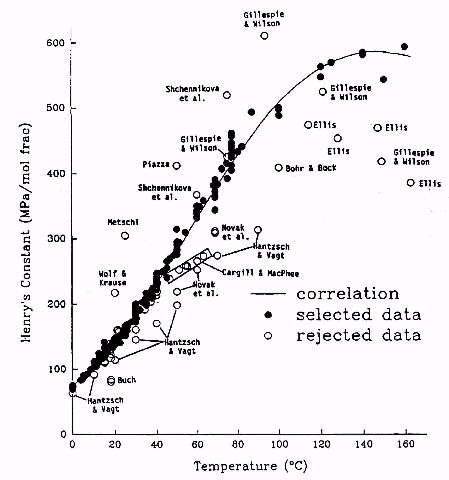 Gillespie
& Wilson
600
Shchennikova
et al.
Gillespie
& Wilson
500
Gillespie
& Wilson
Ellis
Ellis
Ellis
Piazza
Bohr & Bock
Gillespie
& Wilson
400
Shchennikova
et al.
Ellis
Metschl
Novak
et al.
300
Hantzsch
& Vagt
Cargill & MacPhee
Wolf &
Krause
Novak
et al.
correlation
200
selected data
rejected data
Hantzsch
& Vagt
100
Buch
Hantzsch
& Vagt
0
0 20 40 60 80 100 120 140 160
Temperature (°C)
Henry's Constant (MPa/mol frac)